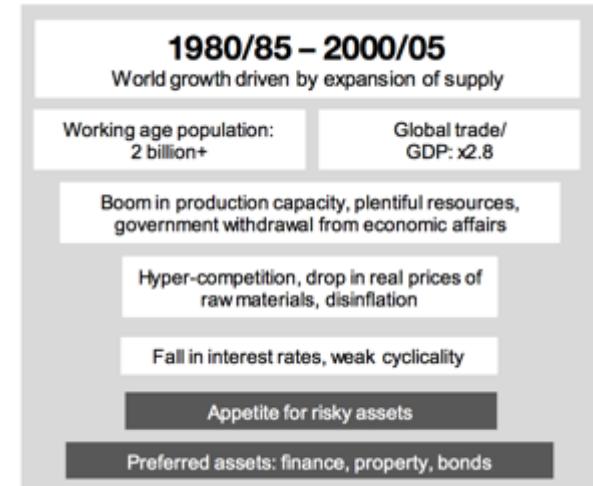 1980/85 – 2000/05
World growth driven by expansion of supply
Working age population:
2 billion+
Global trade/
GDP: x2.8
Boom in production capacity, plentiful resources,
government withdrawal from economic affairs
Hyper-competition, drop in real prices of
raw materials, disinflation
Fall in interest rates, weak cyclicality
Appetite for risky assets
Preferred assets: finance, property, bonds